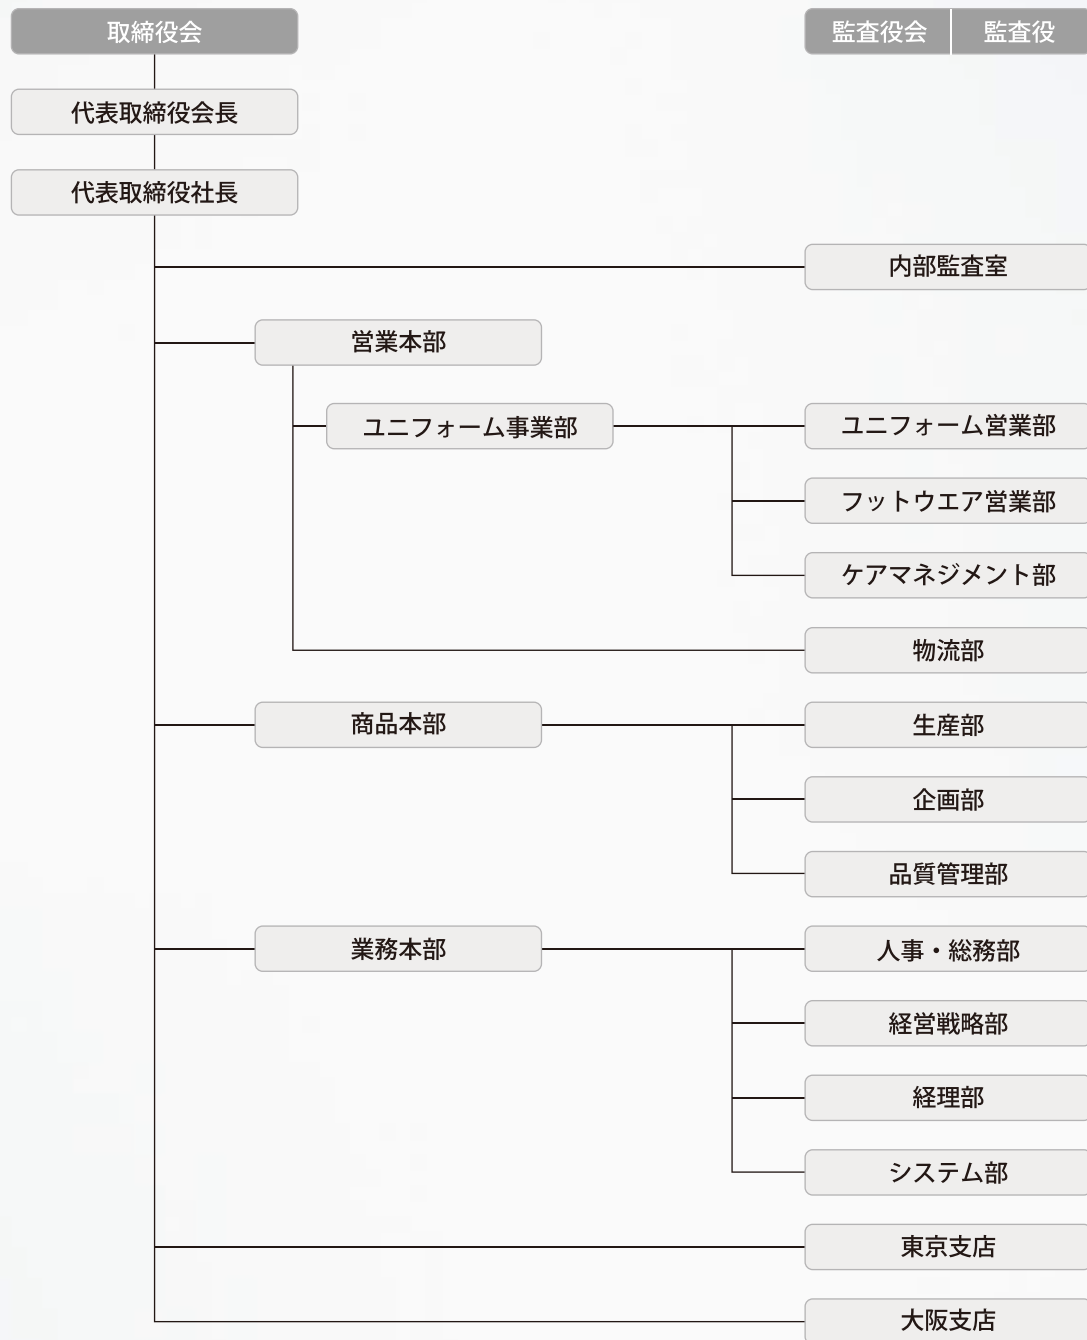 取締役会
監査役会
監査役
代表取締役会長
代表取締役社長
内部監査室
営業本部
ユニフォーム事業部
ユニフォーム営業部
フットウエア営業部
ケアマネジメント部
物流部
商品本部
生産部
企画部
品質管理部
業務本部
人事・総務部
経営戦略部
経理部
システム部
東京支店
大阪支店